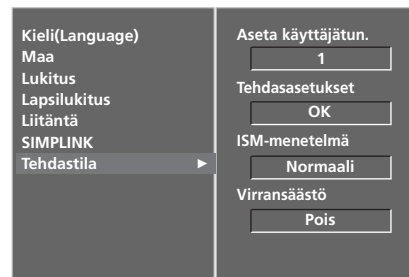 Kieli(Language)
Maa
Lukitus
Lapsilukitus
Liitäntä
SIMPLINK
Tehdastila ►
Aseta käyttäjätun.
1
Tehdasasetukset
OK
ISM-menetelmä
Normaali
Virransäästö
Pois